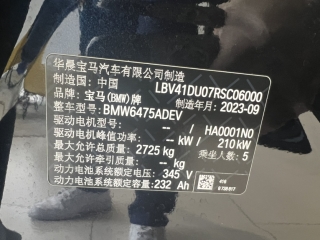 华晨宝马汽车有限公司制造
制造国: 中国 LBV41DU07RSC06000
品牌: 宝马(BMW)牌 制造年月: 2023-09
整车型号: BMW6475ADEV
驱动电机型号: -- / HA0001N0
驱动电机峰值功率: -- kW / 210 kW
最大允许总质量: 2725 kg 乘坐人数: 5
最大允许牵引质量: -- kg
动力电池系统额定电压: 345 V
动力电池系统额定容量: 232 Ah